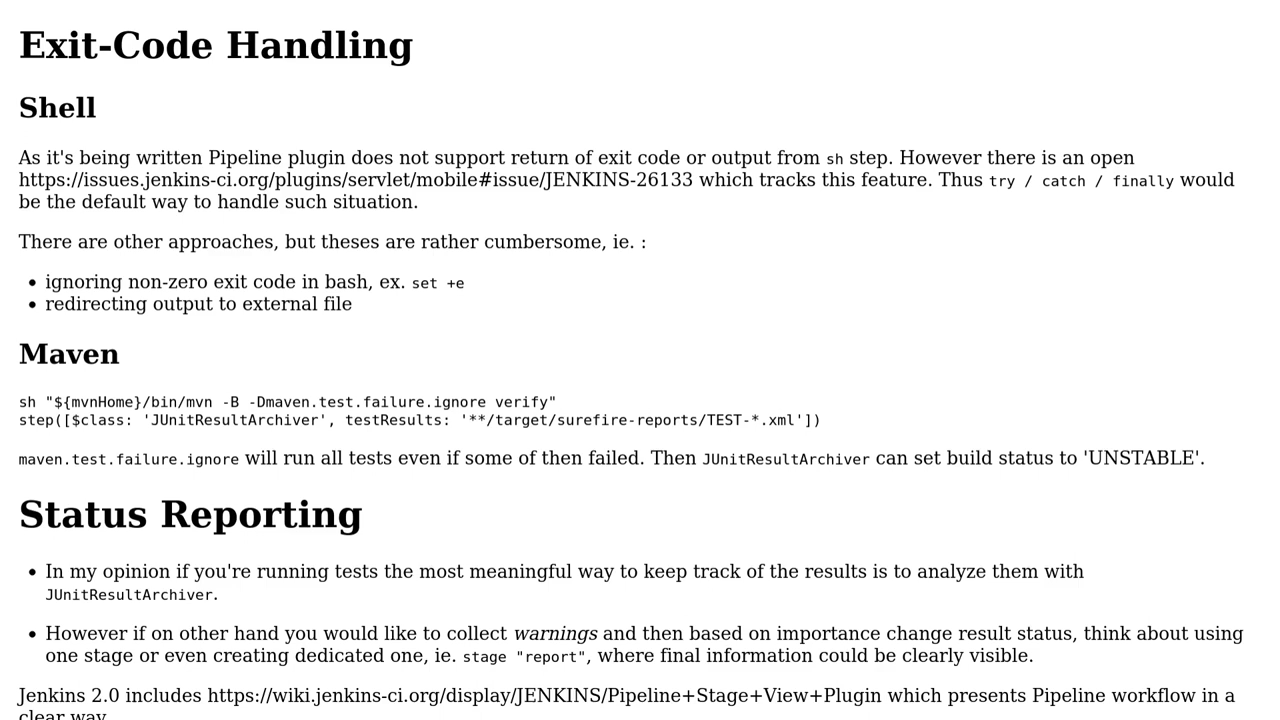 Exit-Code Handling
Shell
As it's being written Pipeline plugin does not support return of exit code or output from sh step. However there is an open
https://issues.jenkins-ci.org/plugins/servlet/mobile#issue/JENKINS-26133 which tracks this feature. Thus try / catch / finally would
be the default way to handle such situation.
There are other approaches, but theses are rather cumbersome, ie. :
• ignoring non-zero exit code in bash, ex. set +e
• redirecting output to external file
Maven
sh "${mvnHome}/bin/mvn -B -Dmaven.test.failure.ignore verify"
step([$class: 'JUnitResultArchiver', testResults: '**/target/surefire-reports/TEST-*.xml'])
maven.test.failure.ignore will run all tests even if some of then failed. Then JUnitResultArchiver can set build status to 'UNSTABLE'.
Status Reporting
• In my opinion if you're running tests the most meaningful way to keep track of the results is to analyze them with
JUnitResultArchiver.
• However if on other hand you would like to collect warnings and then based on importance change result status, think about using
one stage or even creating dedicated one, ie. stage "report", where final information could be clearly visible.
Jenkins 2.0 includes https://wiki.jenkins-ci.org/display/JENKINS/Pipeline+Stage+View+Plugin which presents Pipeline workflow in a
clear way